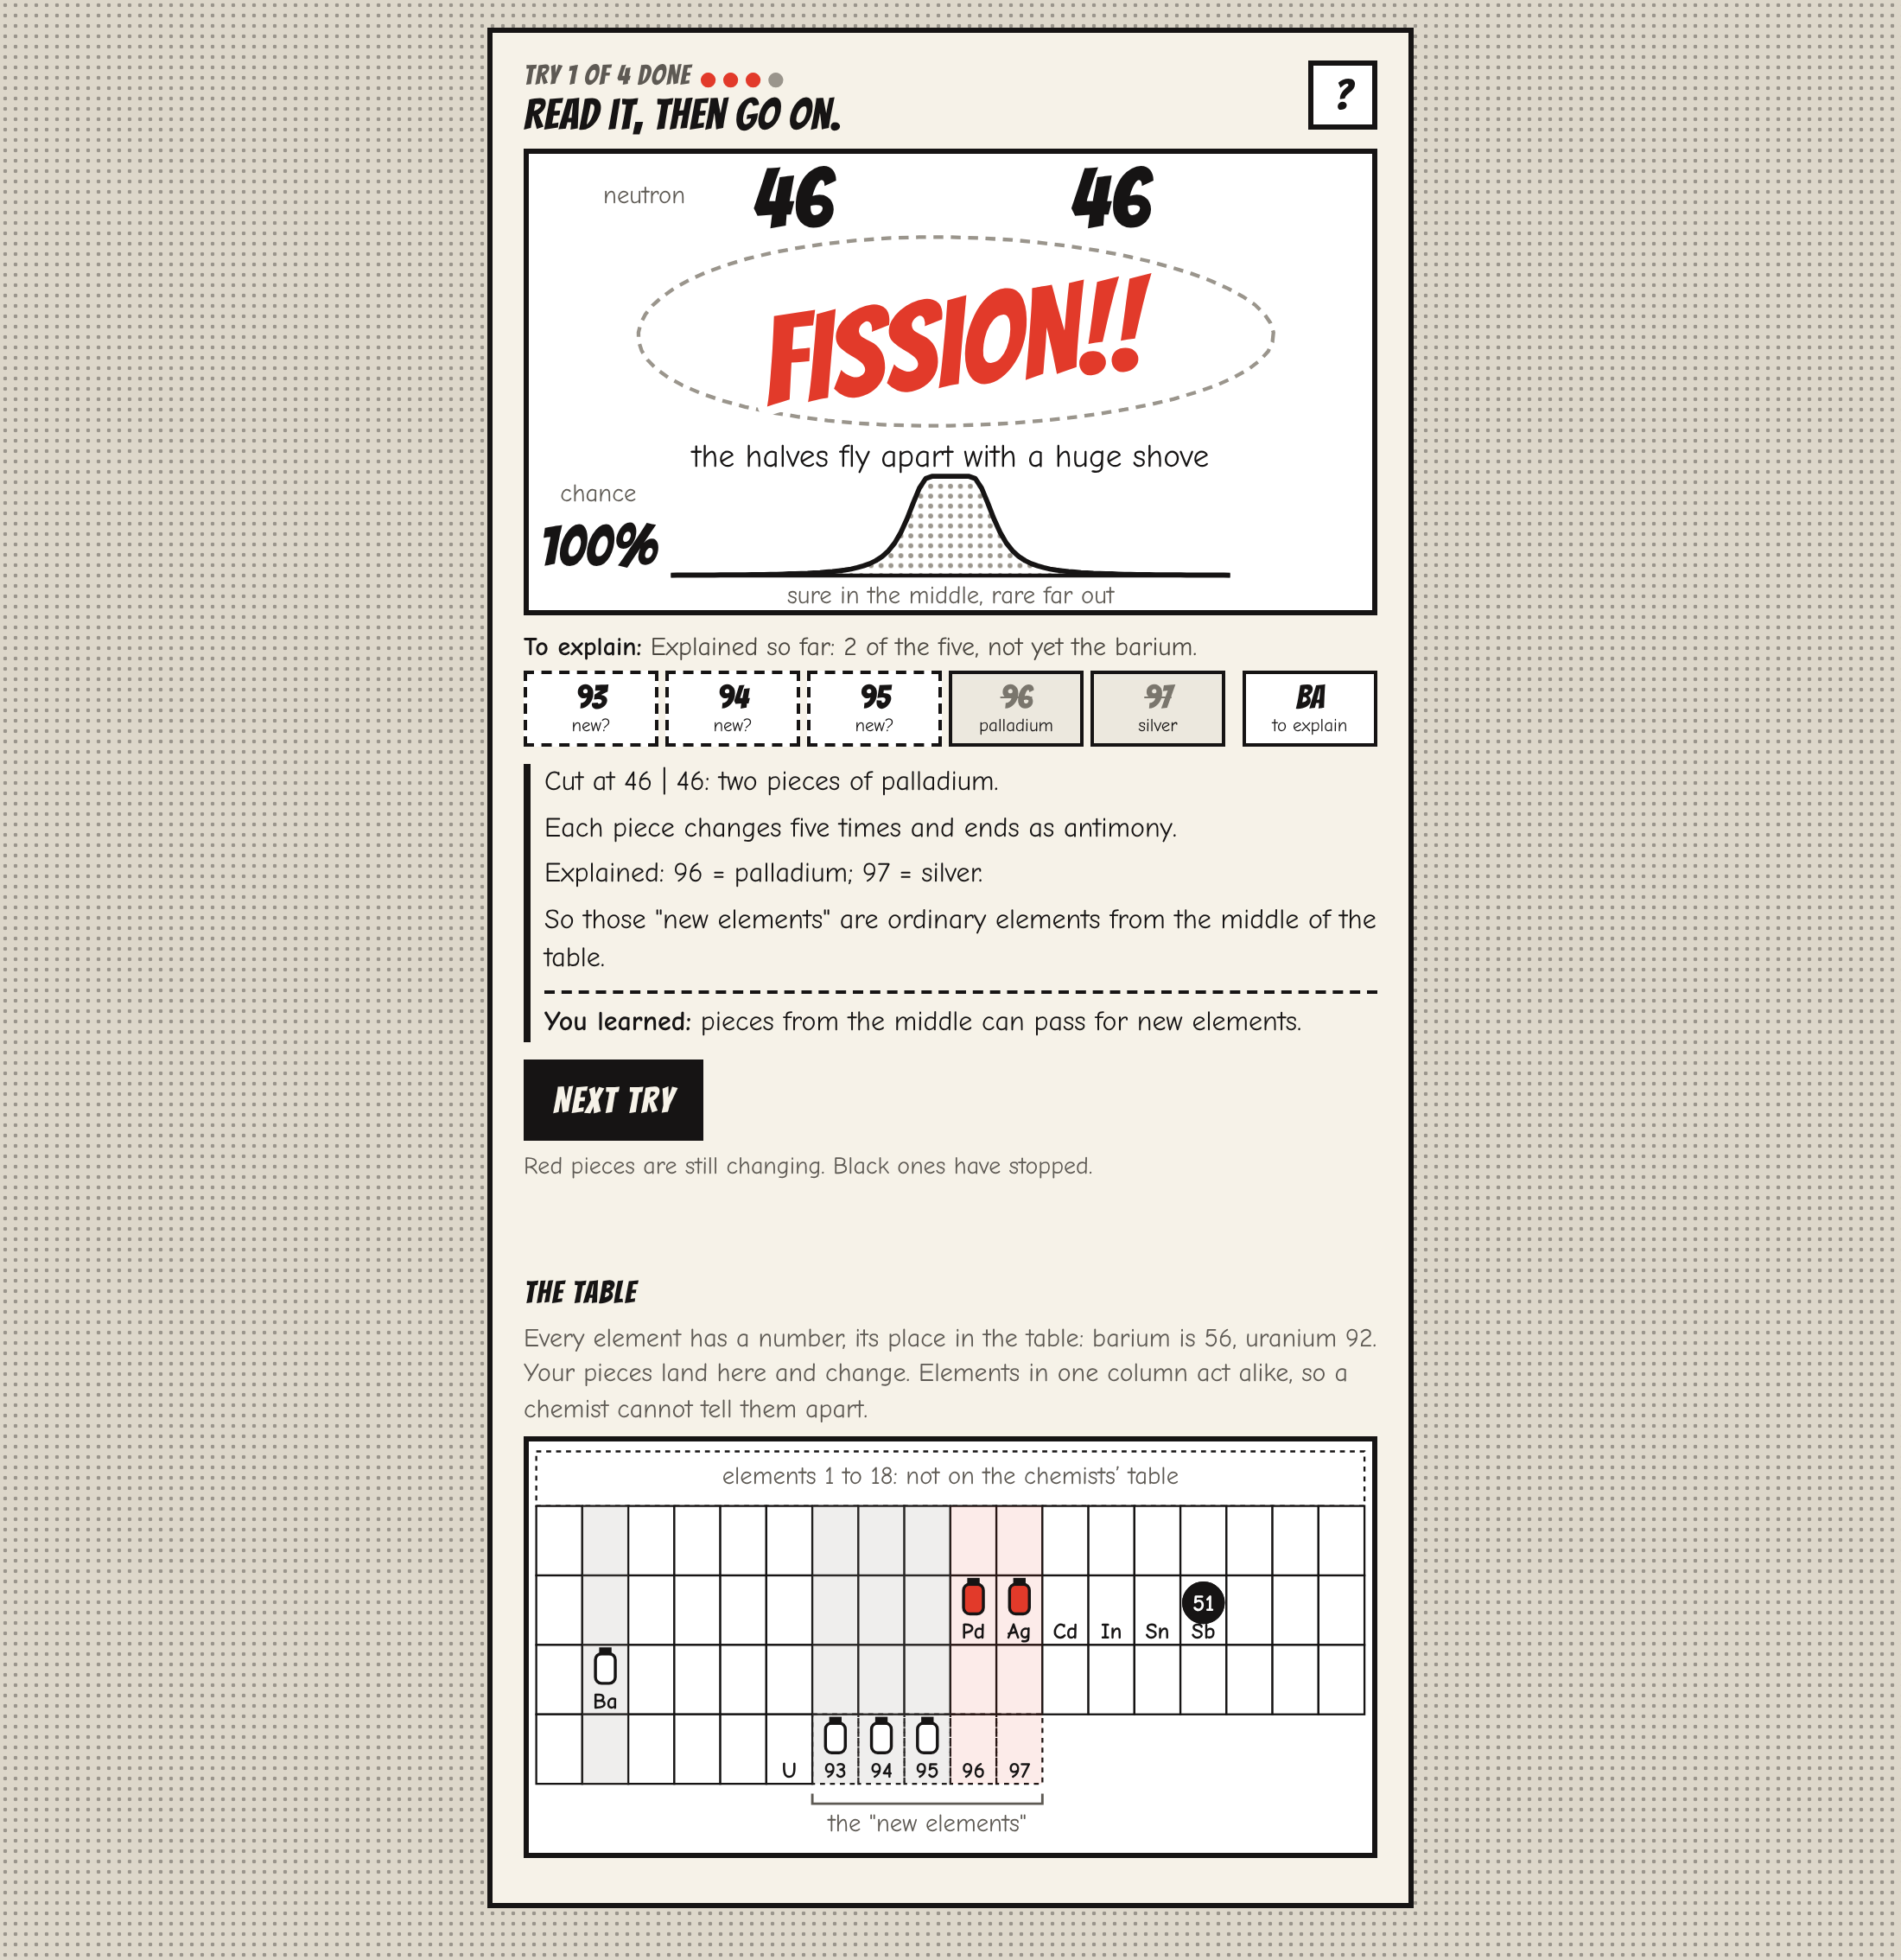 TRY 1 OF 4 DONE
READ IT, THEN GO ON.
?
neutron
46 46
FISSION!!
the halves fly apart with a huge shove
chance
100%
sure in the middle, rare far out
To explain: Explained so far: 2 of the five, not yet the barium.
93 94 95 96 97 BA
new? new? new? palladium silver to explain
Cut at 46 | 46: two pieces of palladium.
Each piece changes five times and ends as antimony.
Explained: 96 = palladium; 97 = silver.
So those "new elements" are ordinary elements from the middle of the
table.
You learned: pieces from the middle can pass for new elements.
NEXT TRY
Red pieces are still changing. Black ones have stopped.
THE TABLE
Every element has a number, its place in the table: barium is 56, uranium 92.
Your pieces land here and change. Elements in one column act alike, so a
chemist cannot tell them apart.
elements 1 to 18: not on the chemists' table
51
Pd Ag Cd In Sn Sb
Ba
U 93 94 95 96 97
the "new elements"